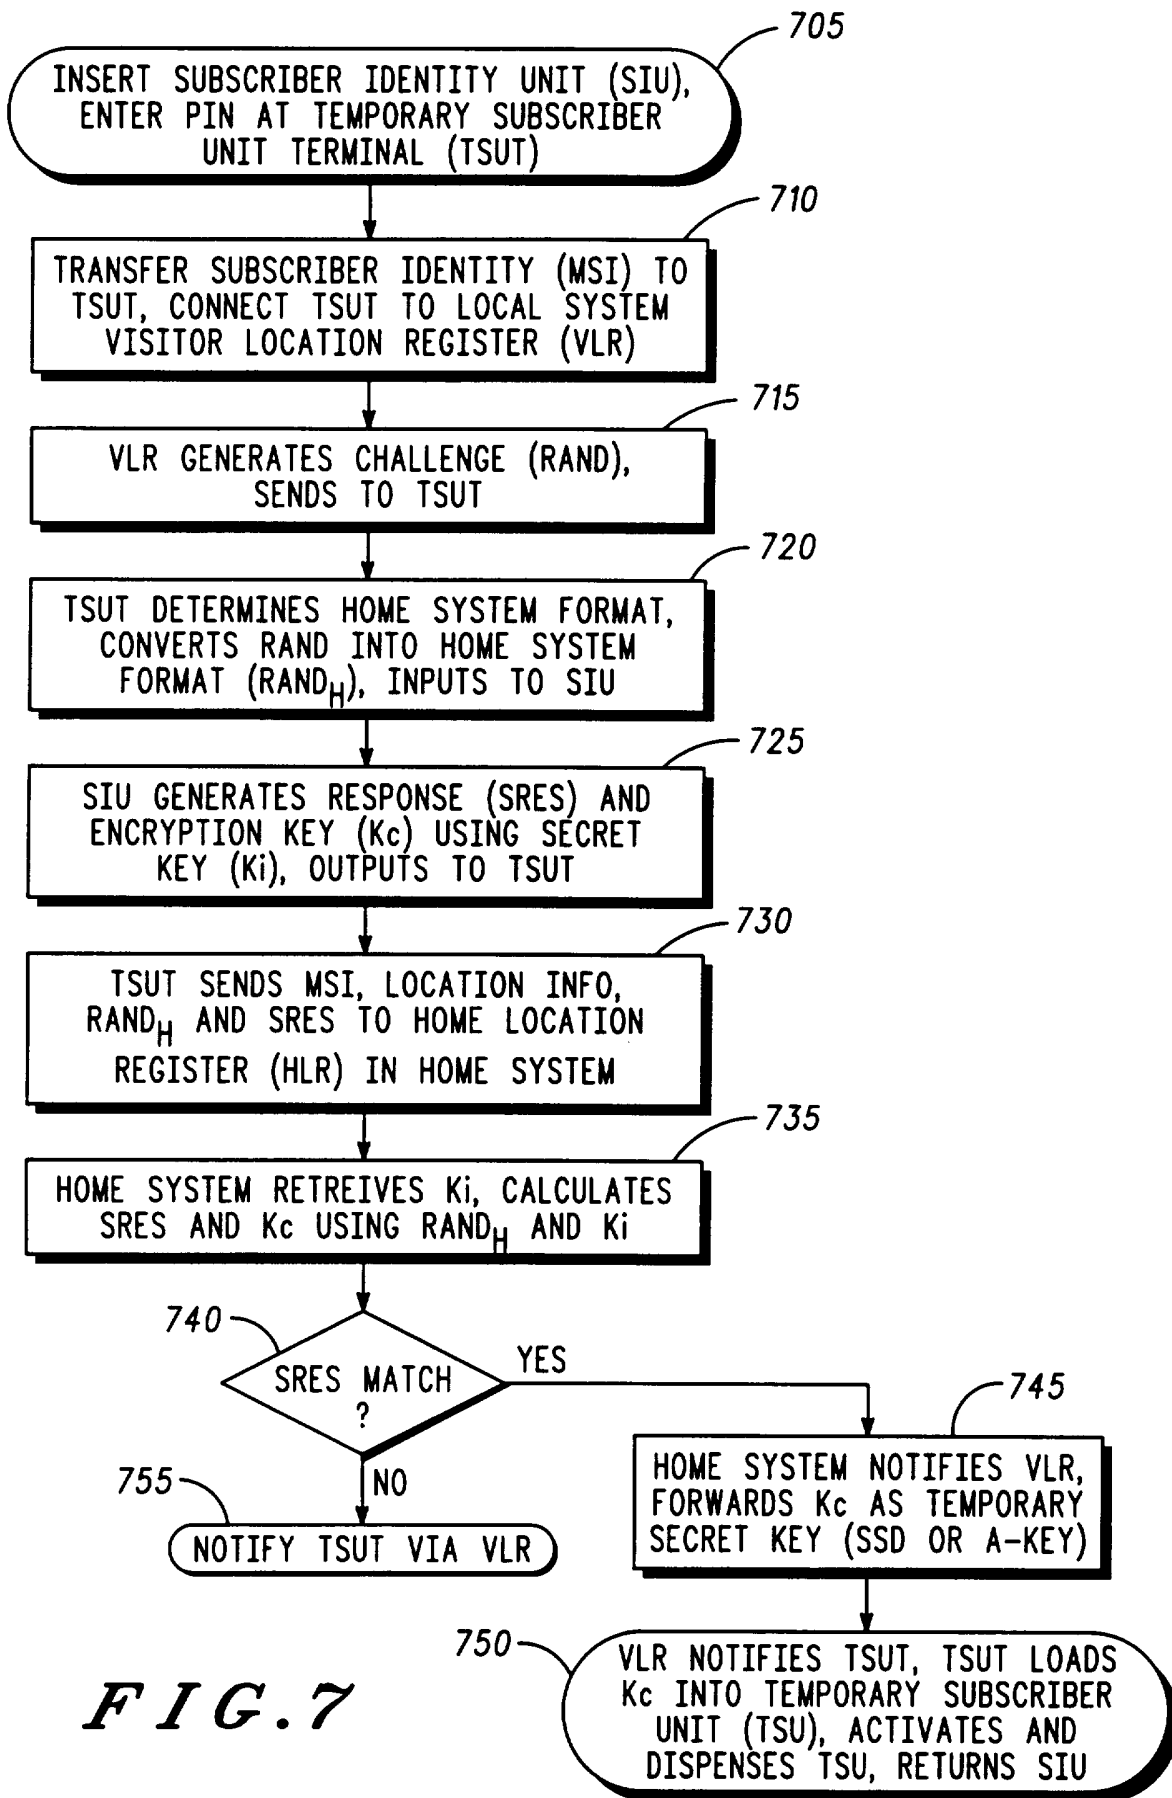 705
INSERT SUBSCRIBER IDENTITY UNIT (SIU),
ENTER PIN AT TEMPORARY SUBSCRIBER
UNIT TERMINAL (TSUT)
710
TRANSFER SUBSCRIBER IDENTITY (MSI) TO
TSUT, CONNECT TSUT TO LOCAL SYSTEM
VISITOR LOCATION REGISTER (VLR)
715
VLR GENERATES CHALLENGE (RAND),
SENDS TO TSUT
720
TSUT DETERMINES HOME SYSTEM FORMAT,
CONVERTS RAND INTO HOME SYSTEM
FORMAT (RAND_H), INPUTS TO SIU
725
SIU GENERATES RESPONSE (SRES) AND
ENCRYPTION KEY (Kc) USING SECRET
KEY (Ki), OUTPUTS TO TSUT
730
TSUT SENDS MSI, LOCATION INFO,
RAND_H AND SRES TO HOME LOCATION
REGISTER (HLR) IN HOME SYSTEM
735
HOME SYSTEM RETREIVES Ki, CALCULATES
SRES AND Kc USING RAND_H AND Ki
740
SRES MATCH
?
YES
NO
745
HOME SYSTEM NOTIFIES VLR,
FORWARDS Kc AS TEMPORARY
SECRET KEY (SSD OR A-KEY)
755
NOTIFY TSUT VIA VLR
750
VLR NOTIFIES TSUT, TSUT LOADS
Kc INTO TEMPORARY SUBSCRIBER
UNIT (TSU), ACTIVATES AND
DISPENSES TSU, RETURNS SIU
FIG.7